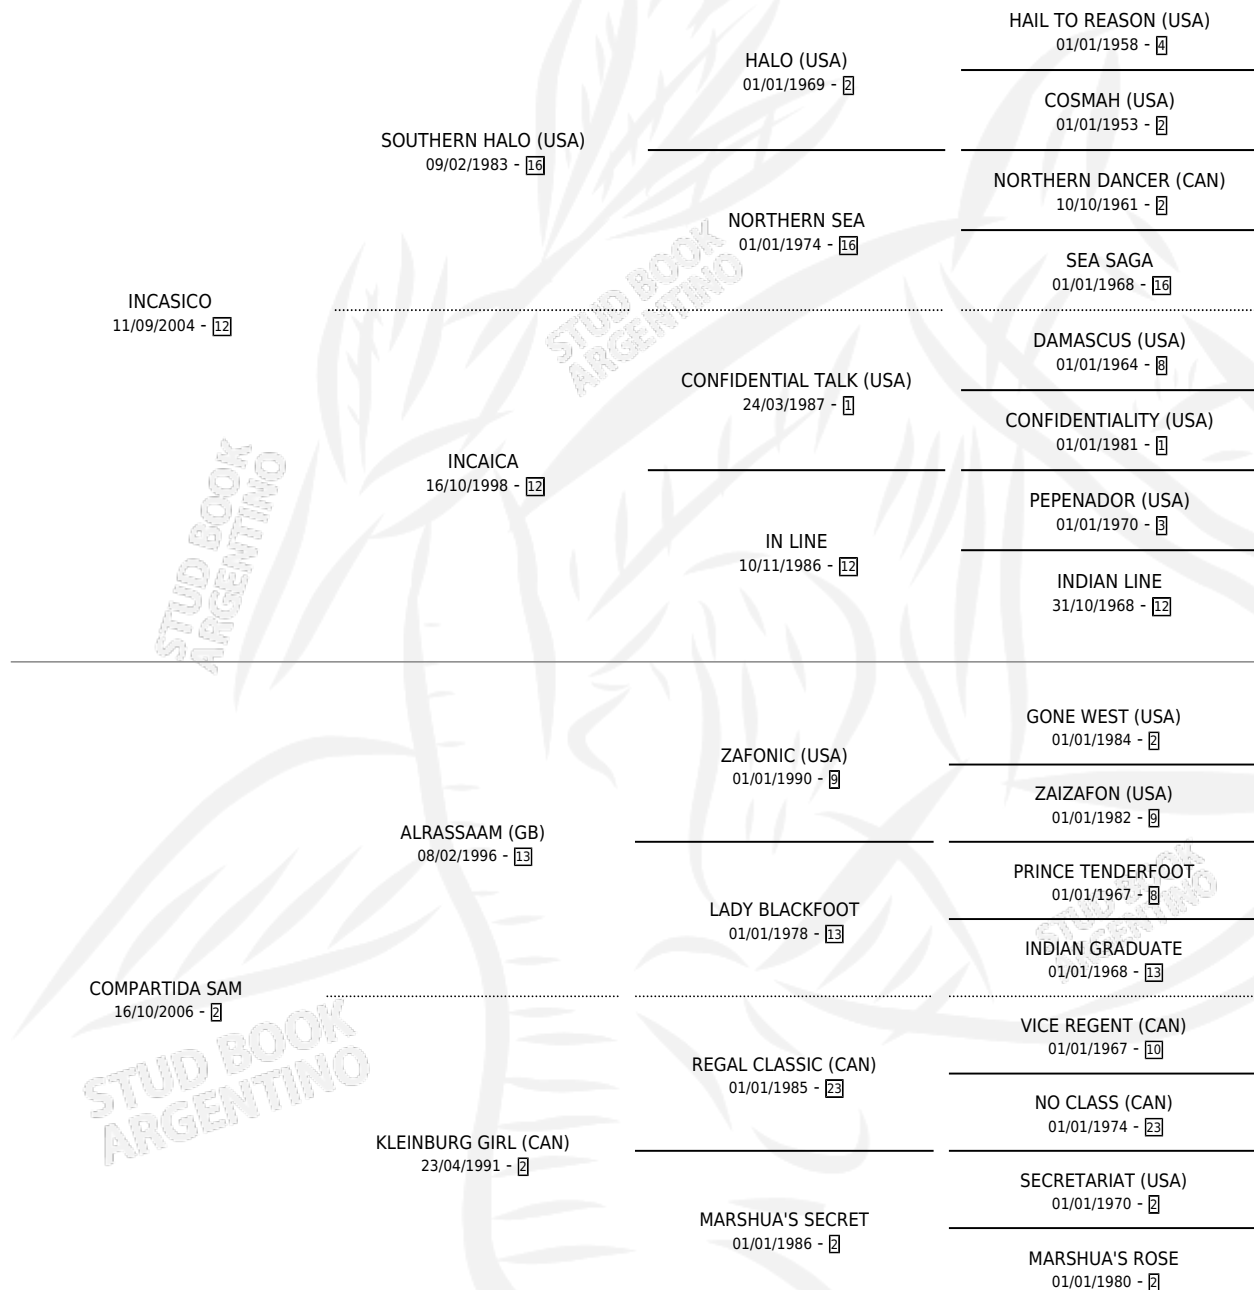 HAIL TO REASON (USA)
01/01/1958 - 4
HALO (USA)
01/01/1969 - 2
COSMAH (USA)
01/01/1953 - 2
SOUTHERN HALO (USA)
09/02/1983 - 16
NORTHERN DANCER (CAN)
10/10/1961 - 2
NORTHERN SEA
01/01/1974 - 16
SEA SAGA
01/01/1968 - 16
INCASICO
11/09/2004 - 12
STUD BOOK
ARGENTINO
DAMASCUS (USA)
01/01/1964 - 8
CONFIDENTIAL TALK (USA)
24/03/1987 - 1
CONFIDENTIALITY (USA)
01/01/1981 - 1
INCAICA
16/10/1998 - 12
PEPENADOR (USA)
01/01/1970 - 3
IN LINE
10/11/1986 - 12
INDIAN LINE
31/10/1968 - 12
STUD BOOK
ARGENTINO
GONE WEST (USA)
01/01/1984 - 2
ZAFONIC (USA)
01/01/1990 - 9
ZAIZAFON (USA)
01/01/1982 - 9
ALRASSAAM (GB)
08/02/1996 - 13
PRINCE TENDERFOOT
01/01/1967 - 8
LADY BLACKFOOT
01/01/1978 - 13
INDIAN GRADUATE
01/01/1968 - 13
STUD BOOK
ARGENTINO
COMPARTIDA SAM
16/10/2006 - 2
STUD BOOK
ARGENTINO
VICE REGENT (CAN)
01/01/1967 - 10
REGAL CLASSIC (CAN)
01/01/1985 - 23
NO CLASS (CAN)
01/01/1974 - 23
KLEINBURG GIRL (CAN)
23/04/1991 - 2
SECRETARIAT (USA)
01/01/1970 - 2
MARSHUA'S SECRET
01/01/1986 - 2
MARSHUA'S ROSE
01/01/1980 - 2